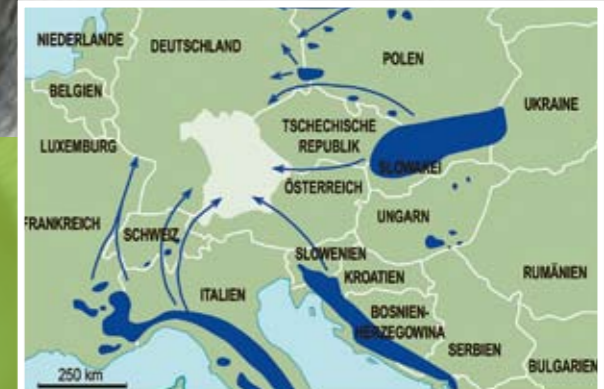 NIEDERLANDE
DEUTSCHLAND
POLEN
BELGIEN
UKRAINE
TSCHECHISCHE
REPUBLIK
LUXEMBURG
SLOWAKEI
ÖSTERREICH
FRANKREICH
SCHWEIZ
UNGARN
SLOWENIEN
KROATIEN
RUMÄNIEN
ITALIEN
BOSNIEN-
HERZEGOWINA
SERBIEN
BULGARIEN
250 km